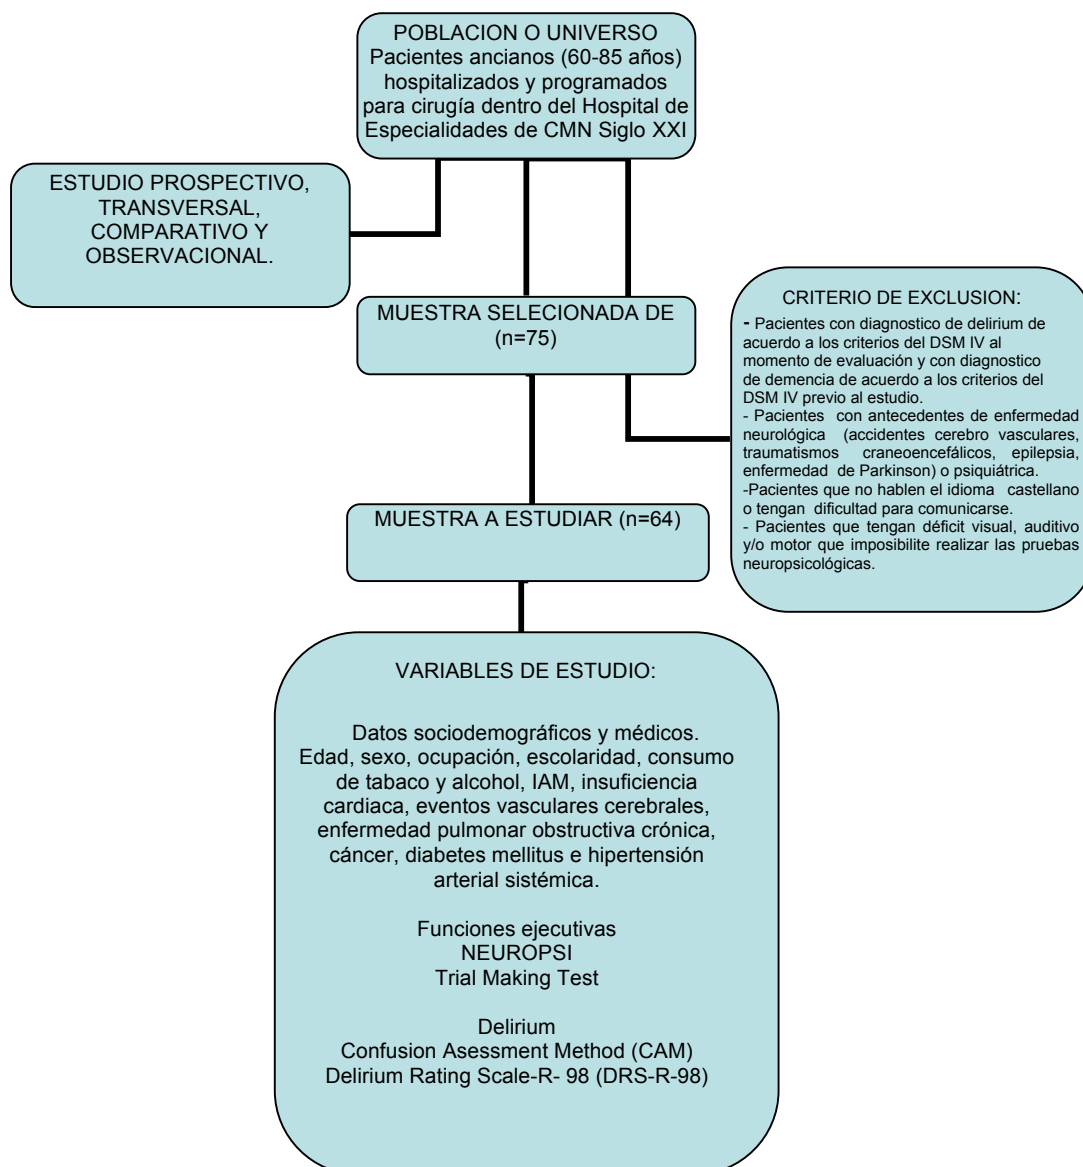 POBLACION O UNIVERSO
Pacientes ancianos (60-85 años)
hospitalizados y programados
para cirugía dentro del Hospital de
Especialidades de CMN Siglo XXI
ESTUDIO PROSPECTIVO,
TRANSVERSAL,
COMPARATIVO Y
OBSERVACIONAL.
MUESTRA SELECIONADA DE
(n=75)
CRITERIO DE EXCLUSION:
- Pacientes con diagnostico de delirium de
acuerdo a los criterios del DSM IV al
momento de evaluación y con diagnostico
de demencia de acuerdo a los criterios del
DSM IV previo al estudio.
- Pacientes con antecedentes de enfermedad
neurológica (accidentes cerebro vasculares,
traumatismos craneoencefálicos, epilepsia,
enfermedad de Parkinson) o psiquiátrica.
-Pacientes que no hablen el idioma castellano
o tengan dificultad para comunicarse.
- Pacientes que tengan déficit visual, auditivo
y/o motor que imposibilite realizar las pruebas
neuropsicológicas.
MUESTRA A ESTUDIAR (n=64)
VARIABLES DE ESTUDIO:
Datos sociodemográficos y médicos.
Edad, sexo, ocupación, escolaridad, consumo
de tabaco y alcohol, IAM, insuficiencia
cardiaca, eventos vasculares cerebrales,
enfermedad pulmonar obstructiva crónica,
cáncer, diabetes mellitus e hipertensión
arterial sistémica.
Funciones ejecutivas
NEUROPSI
Trial Making Test
Delirium
Confusion Asessment Method (CAM)
Delirium Rating Scale-R- 98 (DRS-R-98)